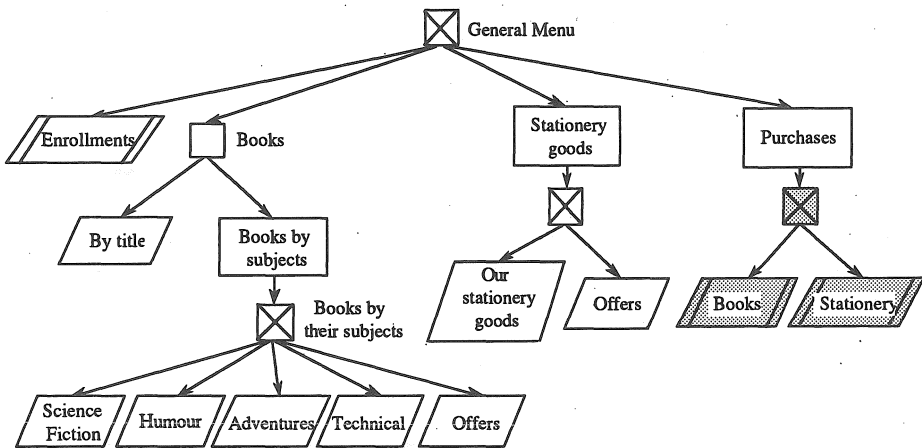 General Menu
Enrollments
Books
Stationery
goods
Purchases
By title
Books by
subjects
Our
stationery
goods
Offers
Books
Stationery
Books by
their subjects
Science
Fiction
Humour
Adventures
Technical
Offers